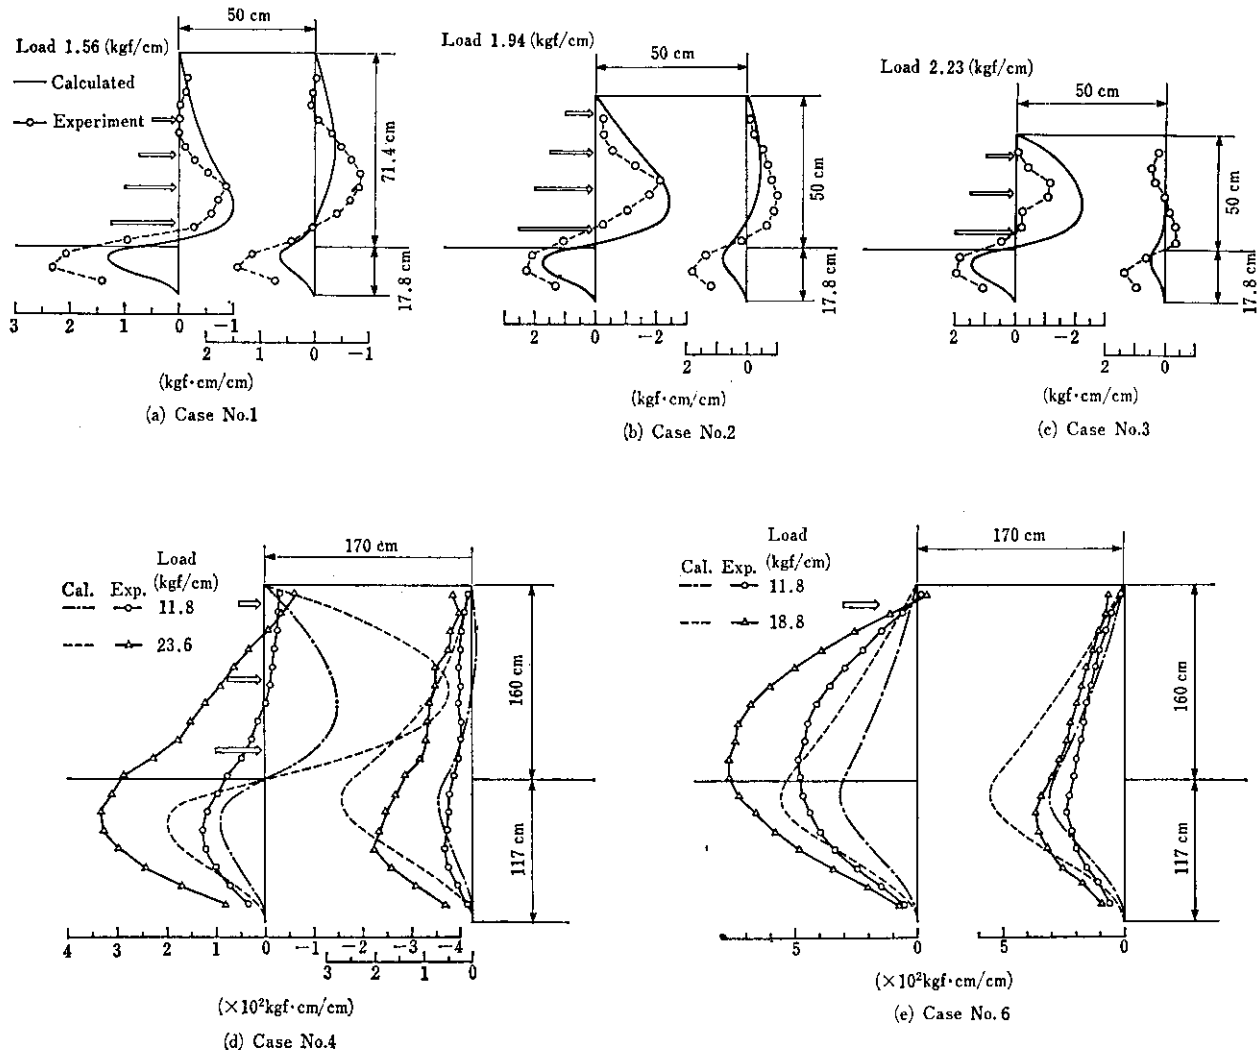 50 cm
Load 1.56 (kgf/cm)
Calculated
Experiment
71.4 cm
17.8 cm
3 2 1 0 −1
2 1 0 −1
(kgf·cm/cm)
(a) Case No.1
Load 1.94 (kgf/cm)
50 cm
50 cm
17.8 cm
2 0 −2
2 0
(kgf·cm/cm)
(b) Case No.2
Load 2.23 (kgf/cm)
50 cm
50 cm
17.8 cm
2 0 −2
2 0
(kgf·cm/cm)
(c) Case No.3
170 cm
Load
Cal. Exp. (kgf/cm)
11.8
23.6
160 cm
117 cm
4 3 2 1 0 −1 −2 −3 −4
3 2 1 0
(×10²kgf·cm/cm)
(d) Case No.4
170 cm
Load
Cal. Exp. (kgf/cm)
11.8
18.8
160 cm
117 cm
5 0 5 0
(×10²kgf·cm/cm)
(e) Case No.6